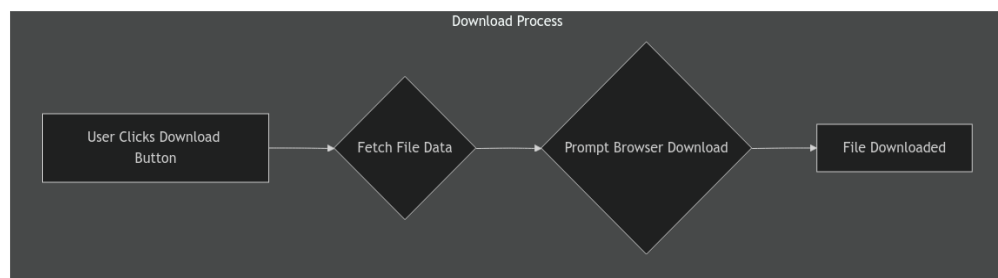 Download Process
User Clicks Download
Button
Fetch File Data
Prompt Browser Download
File Downloaded